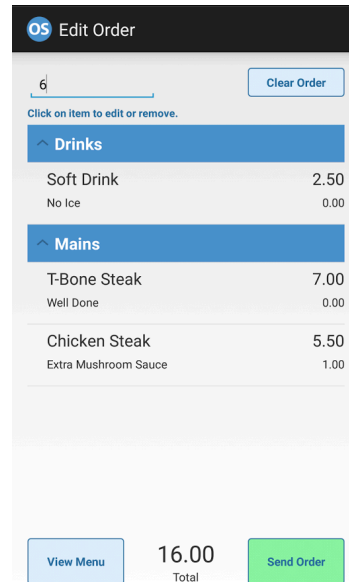 OS Edit Order
6 Clear Order
Click on item to edit or remove.
Drinks
Soft Drink 2.50
No Ice 0.00
Mains
T-Bone Steak 7.00
Well Done 0.00
Chicken Steak 5.50
Extra Mushroom Sauce 1.00
View Menu 16.00 Send Order
Total